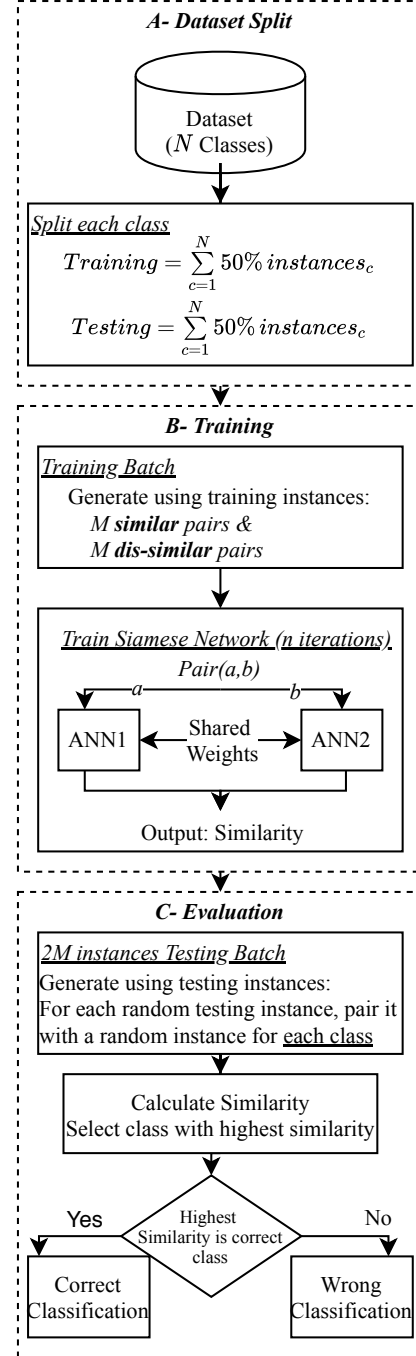 A- Dataset Split
Dataset
(N Classes)
Split each class
Training = \sum_{c=1}^{N} 50% instances_c
Testing = \sum_{c=1}^{N} 50% instances_c
B- Training
Training Batch
Generate using training instances:
M similar pairs &
M dis-similar pairs
Train Siamese Network (n iterations)
Pair(a,b)
a
b
ANN1
Shared
Weights
ANN2
Output: Similarity
C- Evaluation
2M instances Testing Batch
Generate using testing instances:
For each random testing instance, pair it
with a random instance for each class
Calculate Similarity
Select class with highest similarity
Highest
Similarity is correct
class
Yes
No
Correct
Classification
Wrong
Classification